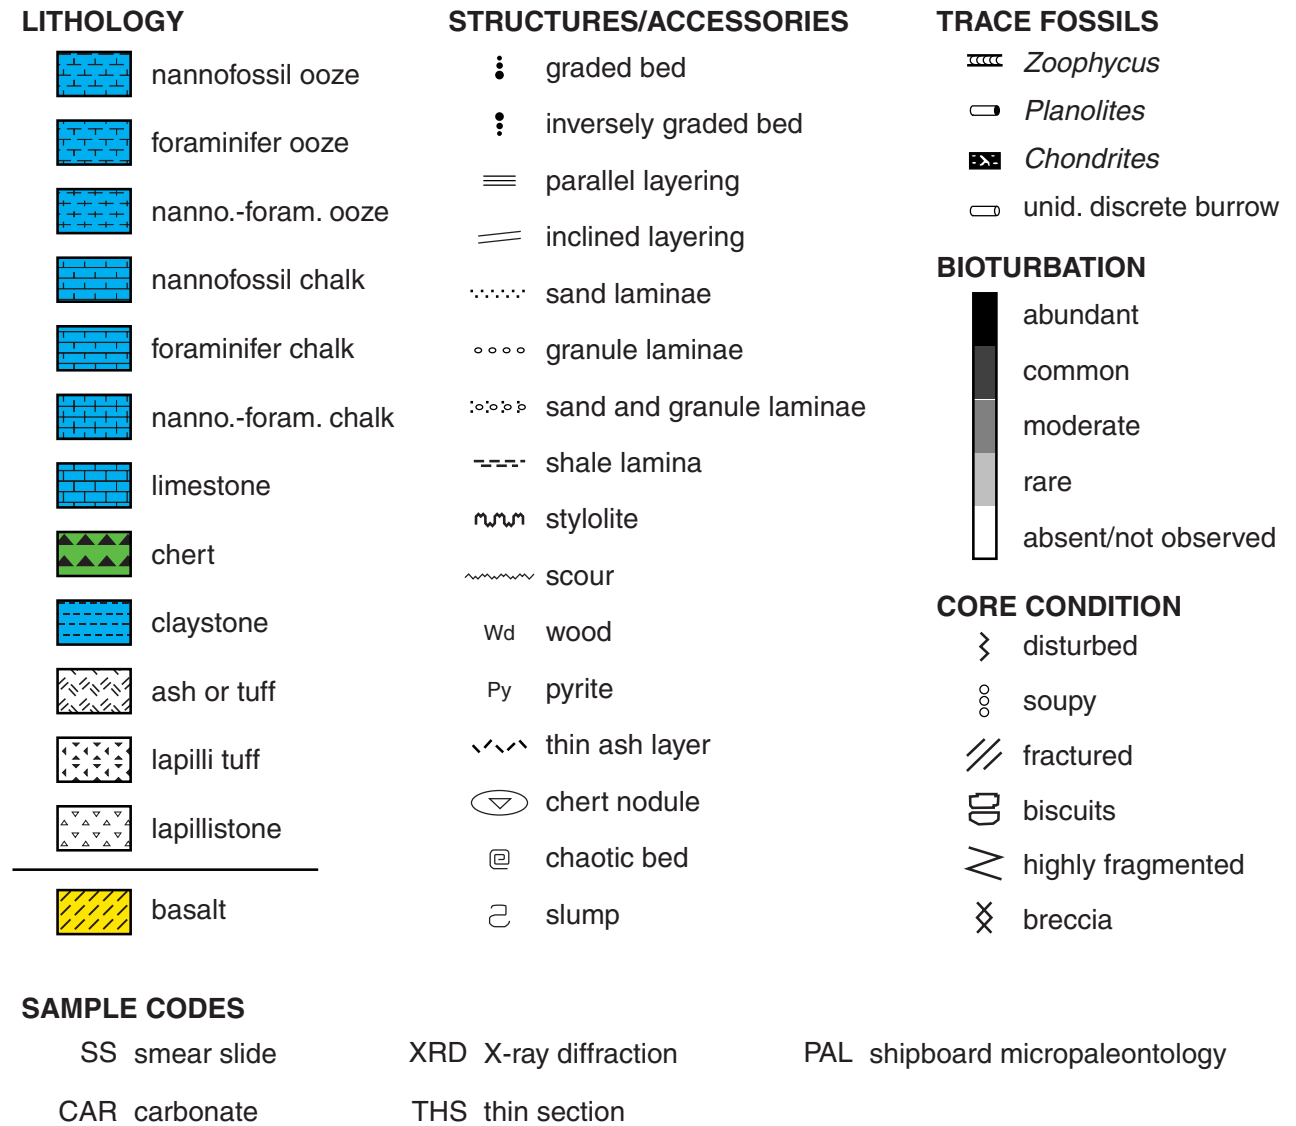 LITHOLOGY
nannofossil ooze
foraminifer ooze
nanno.-foram. ooze
nannofossil chalk
foraminifer chalk
nanno.-foram. chalk
limestone
chert
claystone
ash or tuff
lapilli tuff
lapillistone
basalt
STRUCTURES/ACCESSORIES
graded bed
inversely graded bed
parallel layering
inclined layering
sand laminae
granule laminae
sand and granule laminae
shale lamina
stylolite
scour
Wd wood
Py pyrite
thin ash layer
chert nodule
chaotic bed
slump
TRACE FOSSILS
Zoophycus
Planolites
Chondrites
unid. discrete burrow
BIOTURBATION
abundant
common
moderate
rare
absent/not observed
CORE CONDITION
disturbed
soupy
fractured
biscuits
highly fragmented
breccia
SAMPLE CODES
SS smear slide
XRD X-ray diffraction
PAL shipboard micropaleontology
CAR carbonate
THS thin section